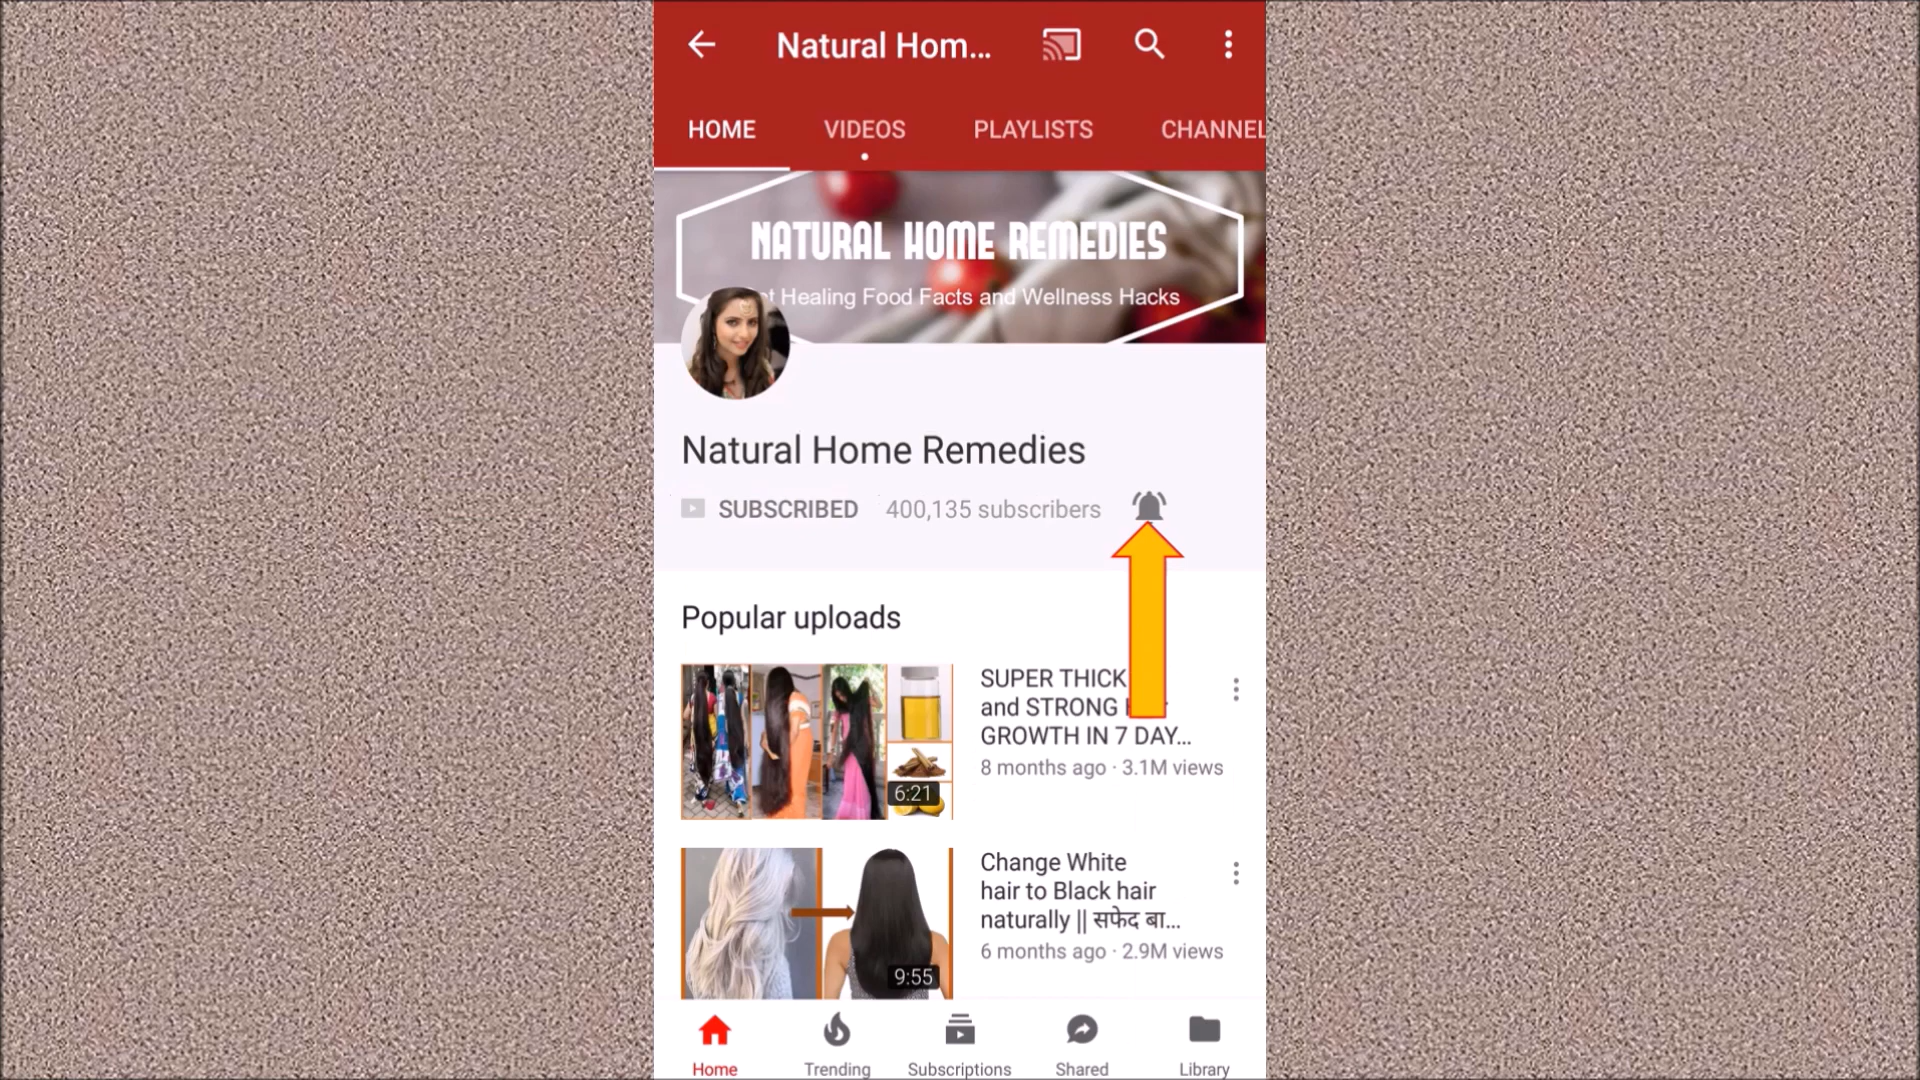 Natural Hom...
HOME VIDEOS PLAYLISTS CHANNEL
NATURAL HOME REMEDIES
Healing Food Facts and Wellness Hacks
Natural Home Remedies
SUBSCRIBED 400,135 subscribers
Popular uploads
SUPER THICK
and STRONG
GROWTH IN 7 DAY...
8 months ago · 3.1M views
6:21
Change White
hair to Black hair
naturally || सफेद बा...
6 months ago · 2.9M views
9:55
Home Trending Subscriptions Shared Library